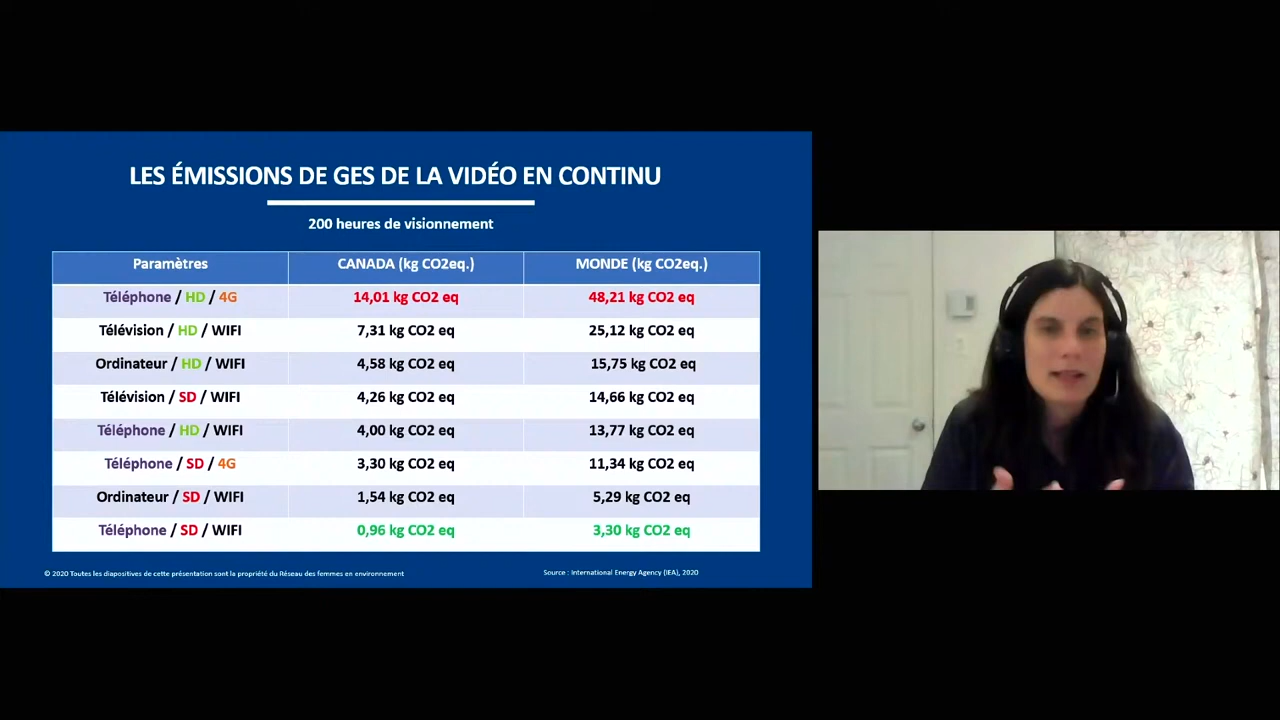 LES ÉMISSIONS DE GES DE LA VIDÉO EN CONTINU
200 heures de visionnement
Paramètres CANADA (kg CO2eq.) MONDE (kg CO2eq.)
Téléphone / HD / 4G 14,01 kg CO2 eq 48,21 kg CO2 eq
Télévision / HD / WIFI 7,31 kg CO2 eq 25,12 kg CO2 eq
Ordinateur / HD / WIFI 4,58 kg CO2 eq 15,75 kg CO2 eq
Télévision / SD / WIFI 4,26 kg CO2 eq 14,66 kg CO2 eq
Téléphone / HD / WIFI 4,00 kg CO2 eq 13,77 kg CO2 eq
Téléphone / SD / 4G 3,30 kg CO2 eq 11,34 kg CO2 eq
Ordinateur / SD / WIFI 1,54 kg CO2 eq 5,29 kg CO2 eq
Téléphone / SD / WIFI 0,96 kg CO2 eq 3,30 kg CO2 eq
© 2020 Toutes les diapositives de cette présentation sont la propriété du Réseau des femmes en environnement
Source : International Energy Agency (IEA), 2020